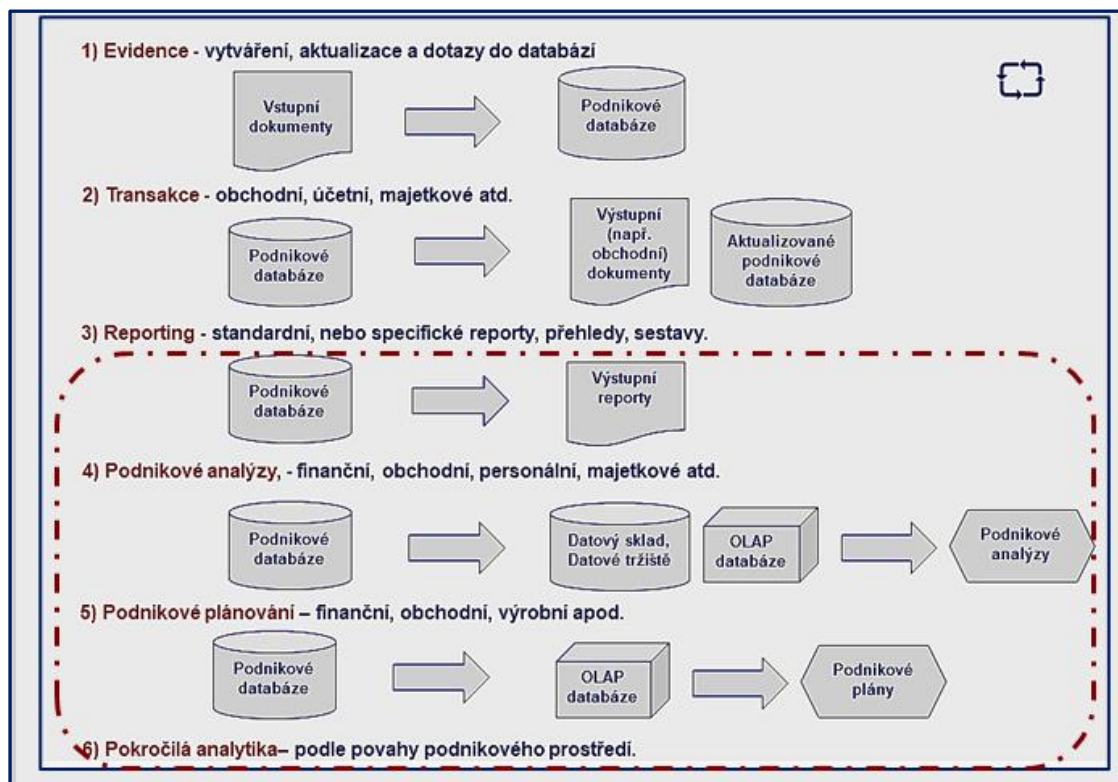 1) Evidence - vytváření, aktualizace a dotazy do databází
Vstupní
dokumenty
Podnikové
databáze
2) Transakce - obchodní, účetní, majetkové atd.
Podnikové
databáze
Výstupní
(např.
obchodní)
dokumenty
Aktualizované
podnikové
databáze
3) Reporting - standardní, nebo specifické reporty, přehledy, sestavy.
Podnikové
databáze
Výstupní
reporty
4) Podnikové analýzy, - finanční, obchodní, personální, majetkové atd.
Podnikové
databáze
Datový sklad,
Datové tržiště
OLAP
databáze
Podnikové
analýzy
5) Podnikové plánování – finanční, obchodní, výrobní apod.
Podnikové
databáze
OLAP
databáze
Podnikové
plány
6) Pokročilá analytika– podle povahy podnikového prostředí.